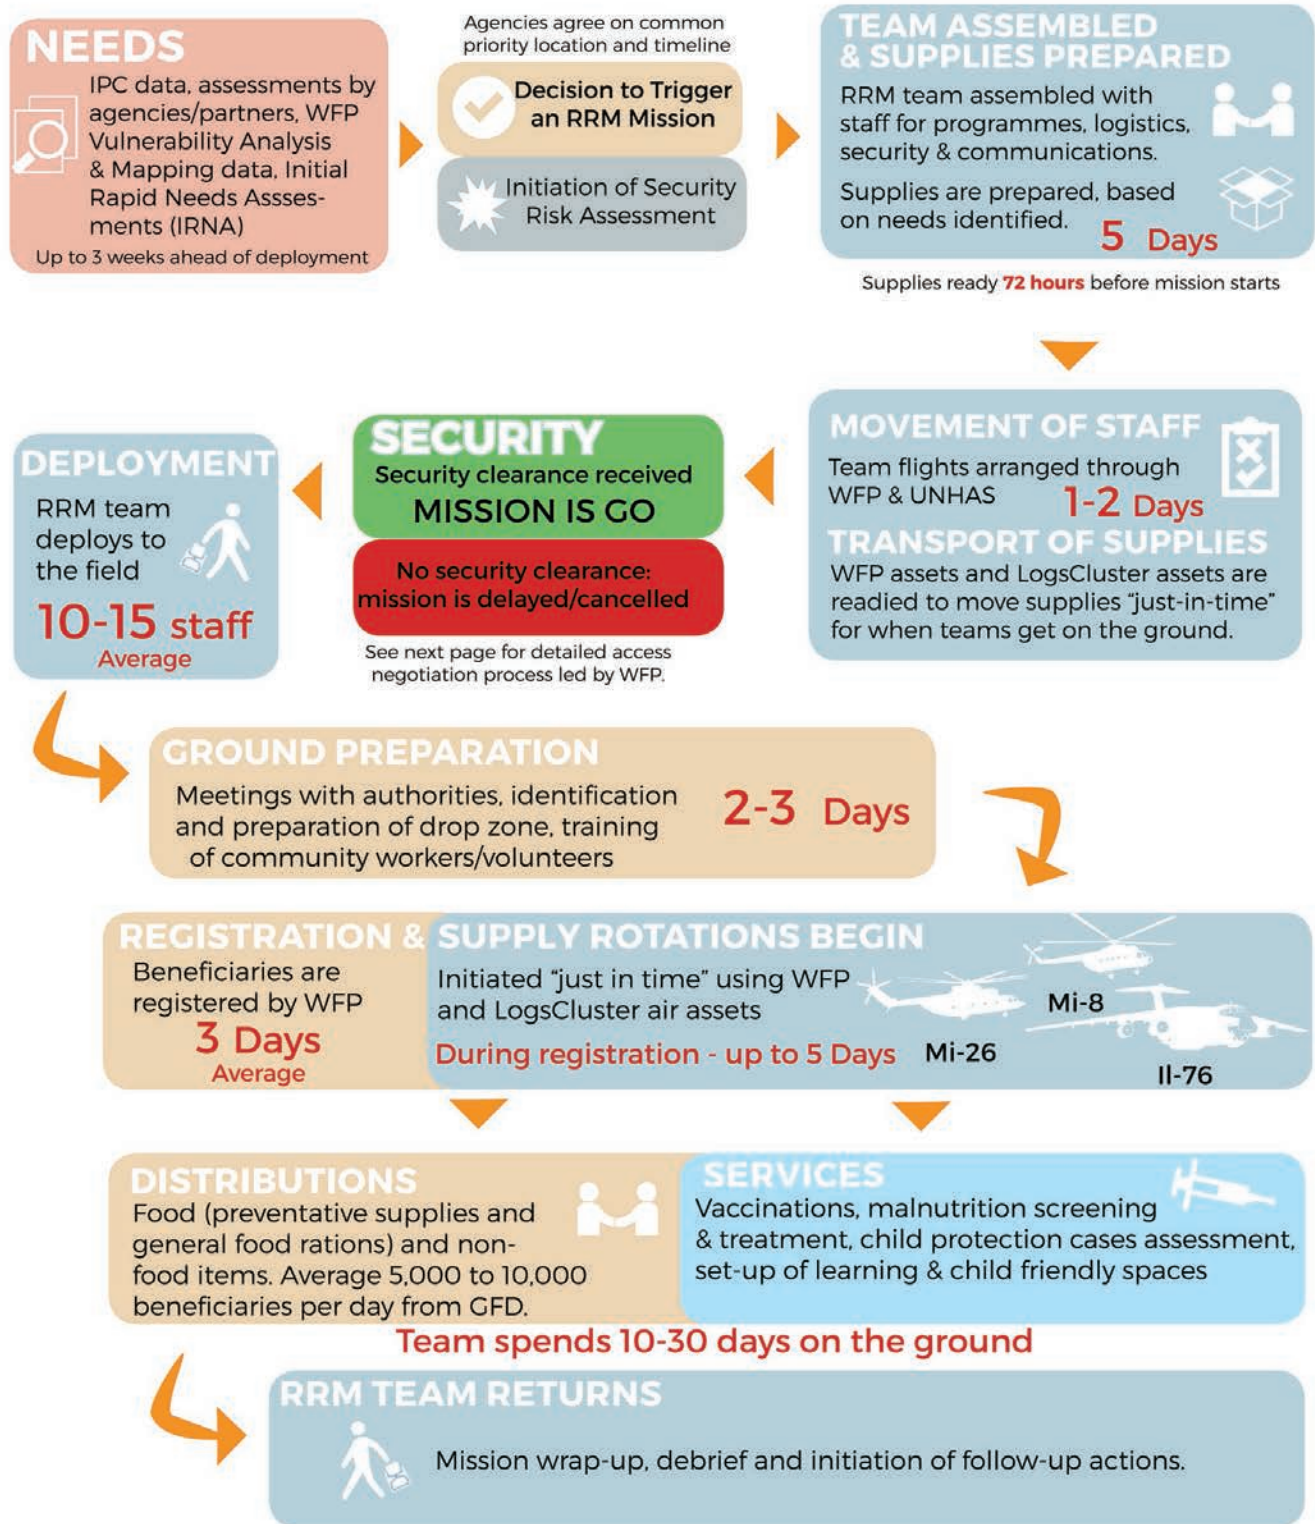 NEEDS
IPC data, assessments by
agencies/partners, WFP
Vulnerability Analysis
& Mapping data, Initial
Rapid Needs Asssess-
ments (IRNA)
Up to 3 weeks ahead of deployment
Agencies agree on common
priority location and timeline
Decision to Trigger
an RRM Mission
Initiation of Security
Risk Assessment
TEAM ASSEMBLED
& SUPPLIES PREPARED
RRM team assembled with
staff for programmes, logistics,
security & communications.
Supplies are prepared, based
on needs identified.
5 Days
Supplies ready 72 hours before mission starts
MOVEMENT OF STAFF
Team flights arranged through
WFP & UNHAS
1-2 Days
TRANSPORT OF SUPPLIES
WFP assets and LogsCluster assets are
readied to move supplies “just-in-time”
for when teams get on the ground.
SECURITY
Security clearance received
MISSION IS GO
No security clearance:
mission is delayed/cancelled
See next page for detailed access
negotiation process led by WFP.
DEPLOYMENT
RRM team
deploys to
the field
10-15 staff
Average
GROUND PREPARATION
Meetings with authorities, identification
and preparation of drop zone, training
of community workers/volunteers
2-3 Days
REGISTRATION & SUPPLY ROTATIONS BEGIN
Beneficiaries are
registered by WFP
3 Days
Average
Initiated “just in time” using WFP
and LogsCluster air assets
During registration - up to 5 Days
Mi-26
Mi-8
Il-76
DISTRIBUTIONS
Food (preventative supplies and
general food rations) and non-
food items. Average 5,000 to 10,000
beneficiaries per day from GFD.
SERVICES
Vaccinations, malnutrition screening
& treatment, child protection cases assessment,
set-up of learning & child friendly spaces
Team spends 10-30 days on the ground
RRM TEAM RETURNS
Mission wrap-up, debrief and initiation of follow-up actions.